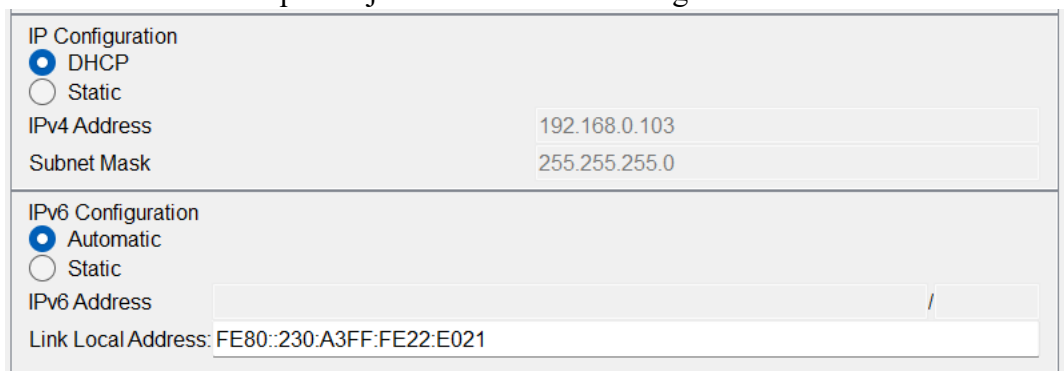 IP Configuration
DHCP
Static
IPv4 Address 192.168.0.103
Subnet Mask 255.255.255.0
IPv6 Configuration
Automatic
Static
IPv6 Address /
Link Local Address: FE80::230:A3FF:FE22:E021